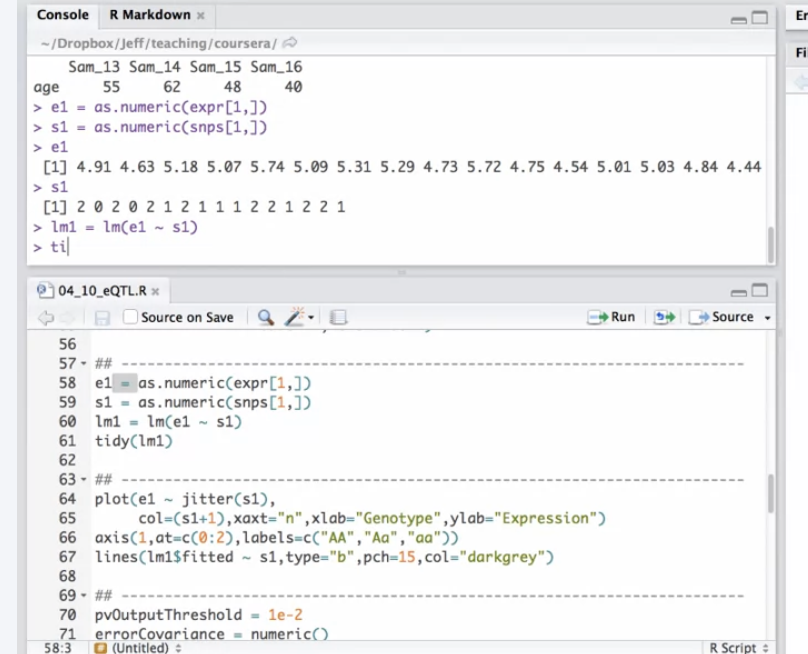 Console R Markdown ×
~/Dropbox/Jeff/teaching/coursera/
Sam_13 Sam_14 Sam_15 Sam_16
age 55 62 48 40
> e1 = as.numeric(expr[1,])
> s1 = as.numeric(snps[1,])
> e1
[1] 4.91 4.63 5.18 5.07 5.74 5.09 5.31 5.29 4.73 5.72 4.75 4.54 5.01 5.03 4.84 4.44
> s1
[1] 2 0 2 0 2 1 2 1 1 1 2 2 1 2 2 1
> lm1 = lm(e1 ~ s1)
> ti
04_10_eQTL.R ×
Source on Save Run Source
56
57 ## ----------------------------------------------------------------------
58 e1 = as.numeric(expr[1,])
59 s1 = as.numeric(snps[1,])
60 lm1 = lm(e1 ~ s1)
61 tidy(lm1)
62
63 ## ----------------------------------------------------------------------
64 plot(e1 ~ jitter(s1),
65 col=(s1+1),xaxt="n",xlab="Genotype",ylab="Expression")
66 axis(1,at=c(0:2),labels=c("AA","Aa","aa"))
67 lines(lm1$fitted ~ s1,type="b",pch=15,col="darkgrey")
68
69 ## ----------------------------------------------------------------------
70 pvOutputThreshold = 1e-2
71 errorCovariance = numeric()
58:3 (Untitled) R Script